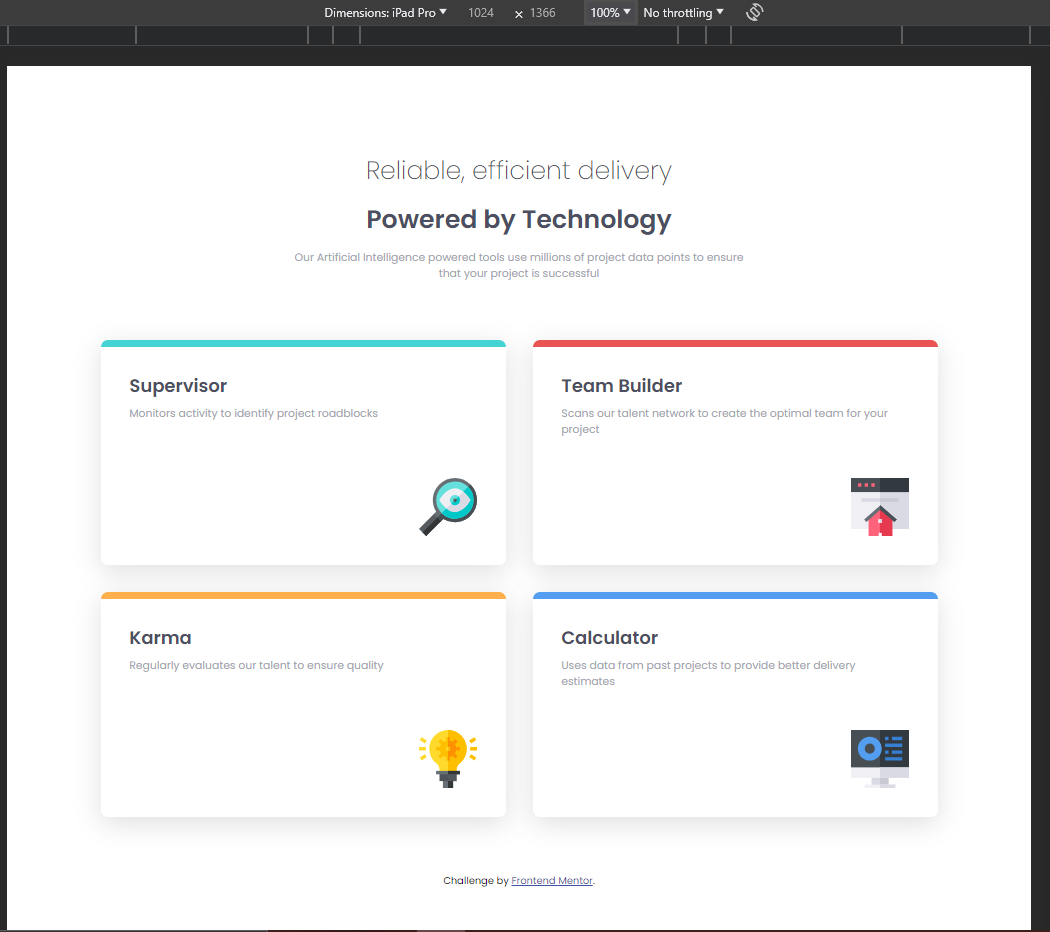 Dimensions: iPad Pro 1024 × 1366 100% No throttling
Reliable, efficient delivery
Powered by Technology
Our Artificial Intelligence powered tools use millions of project data points to ensure
that your project is successful
Supervisor
Monitors activity to identify project roadblocks
Team Builder
Scans our talent network to create the optimal team for your
project
Karma
Regularly evaluates our talent to ensure quality
Calculator
Uses data from past projects to provide better delivery
estimates
Challenge by Frontend Mentor.